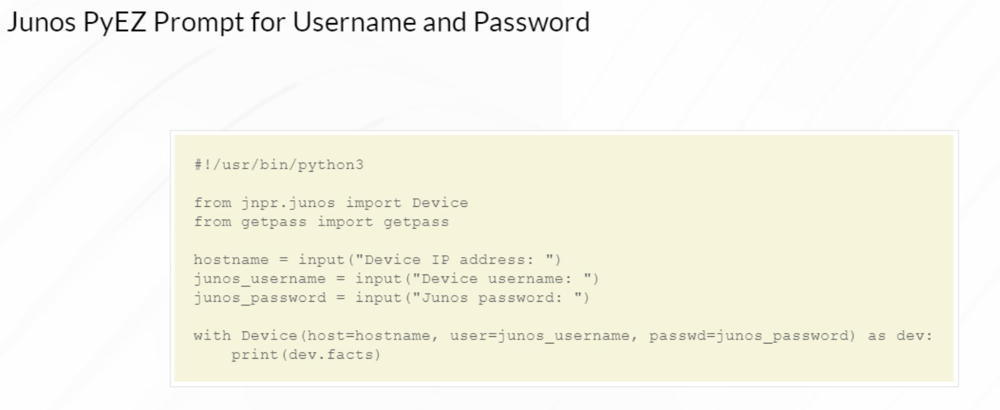 Junos PyEZ Prompt for Username and Password
#!/usr/bin/python3
from jnpr.junos import Device
from getpass import getpass
hostname = input("Device IP address: ")
junos_username = input("Device username: ")
junos_password = input("Junos password: ")
with Device(host=hostname, user=junos_username, passwd=junos_password) as dev:
    print(dev.facts)